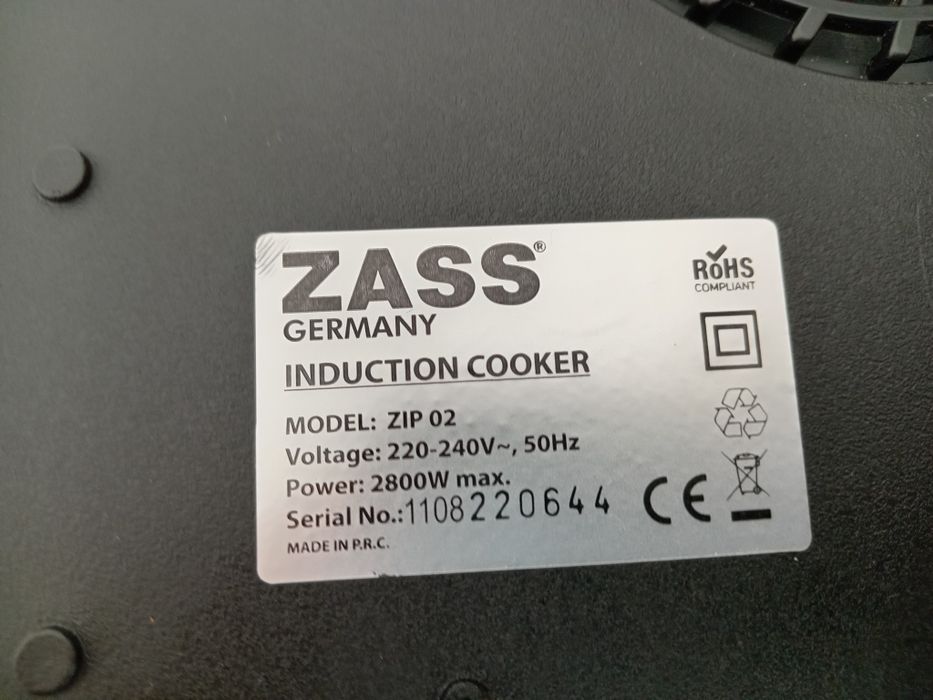 ZASS®
GERMANY
INDUCTION COOKER
MODEL: ZIP 02
Voltage: 220-240V~, 50Hz
Power: 2800W max.
Serial No.:1108220644
MADE IN P.R.C.
RoHS
COMPLIANT
CE